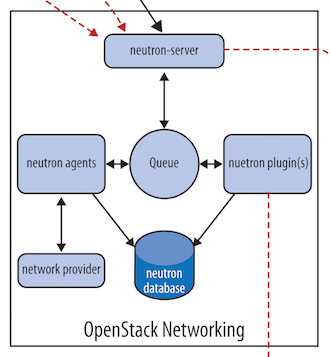 neutron-server
neutron agents
Queue
nuetron plugin(s)
network provider
neutron
database
OpenStack Networking